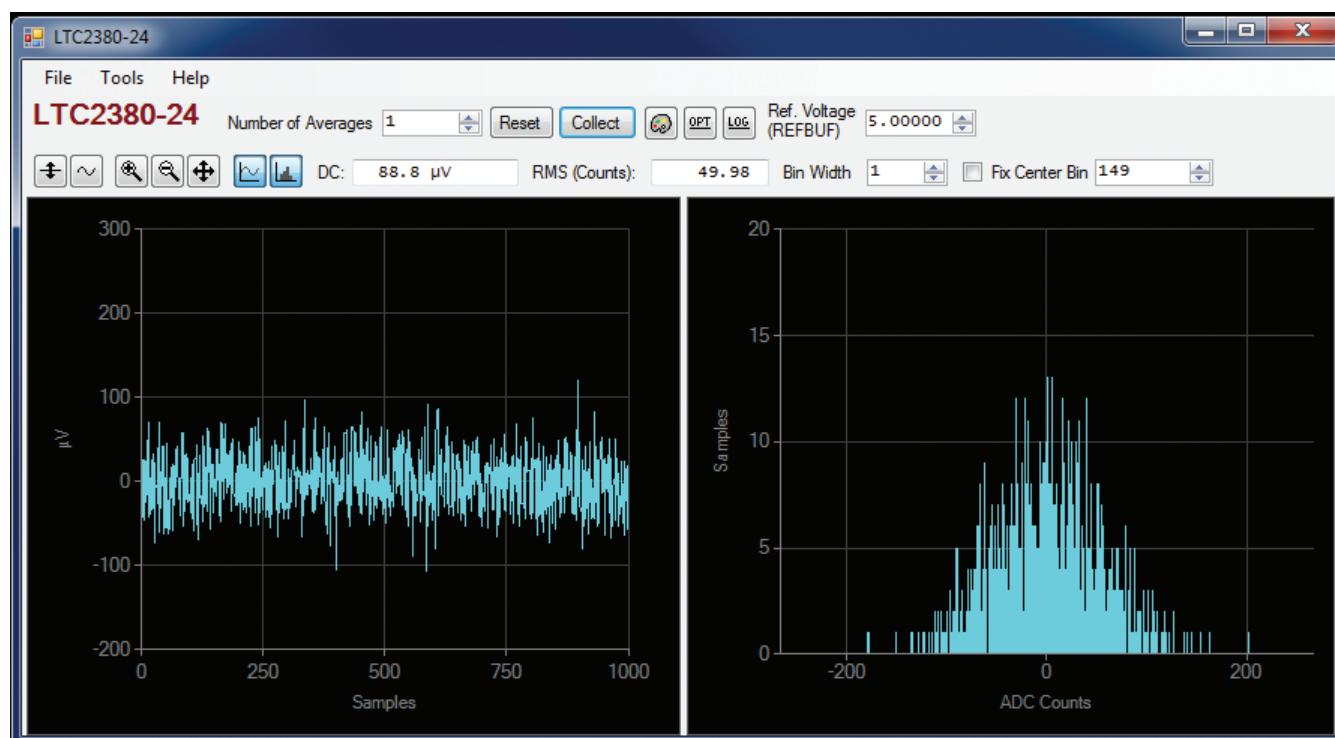 LTC2380-24
File Tools Help
LTC2380-24 Number of Averages 1 Reset Collect OPT LOG Ref. Voltage (REFBUF) 5.00000
DC: 88.8 µV RMS (Counts): 49.98 Bin Width 1 Fix Center Bin 149
300
200
100
0
-100
-200
µV
0 250 500 750 1000
Samples
20
15
10
5
0
Samples
-200 0 200
ADC Counts